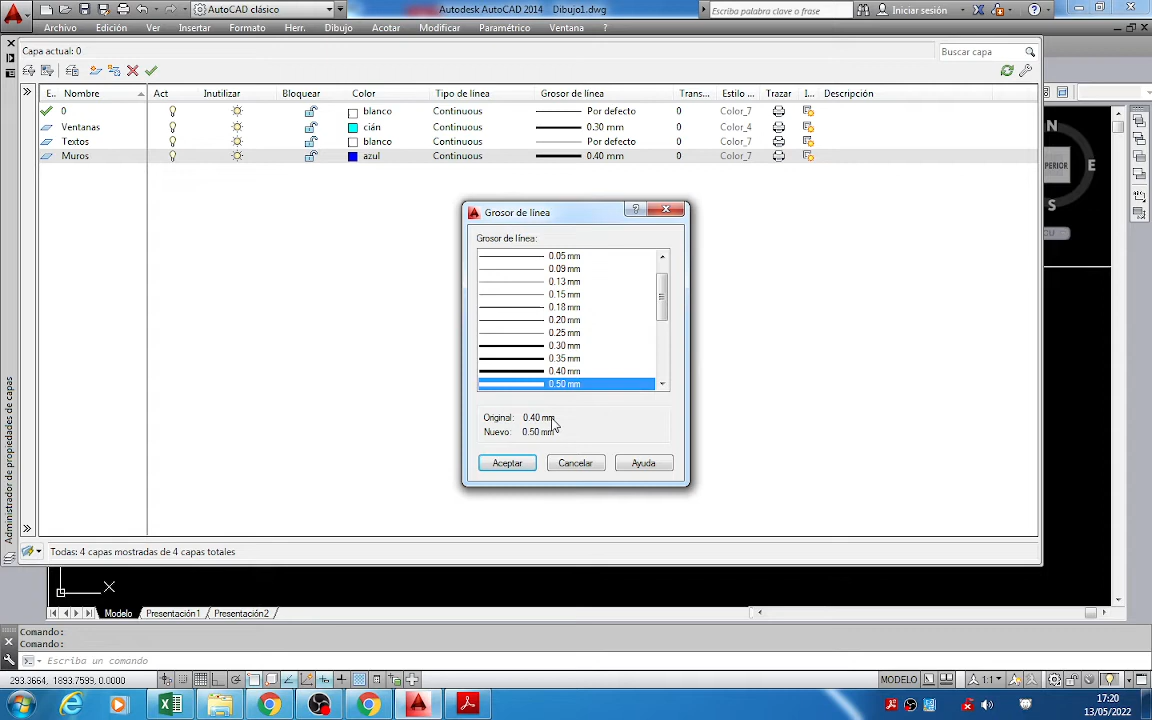 AutoCAD clásico
Autodesk AutoCAD 2014 Dibujo1.dwg
Escriba palabra clave o frase
Iniciar sesión
Archivo Edición Ver Insertar Formato Herr. Dibujo Acotar Modificar Paramétrico Ventana ?
Capa actual: 0
Buscar capa
E.. Nombre Act Inutilizar Bloquear Color Tipo de línea Grosor de línea Trans... Estilo ... Trazar I... Descripción
0 blanco Continuous Por defecto 0 Color_7
Ventanas cián Continuous 0.30 mm 0 Color_4
Textos blanco Continuous Por defecto 0 Color_7
Muros azul Continuous 0.40 mm 0 Color_7
N
E
S
Grosor de línea
Grosor de línea:
0.05 mm
0.09 mm
0.13 mm
0.15 mm
0.18 mm
0.20 mm
0.25 mm
0.30 mm
0.35 mm
0.40 mm
0.50 mm
Original: 0.40 mm
Nuevo: 0.50 mm
Aceptar Cancelar Ayuda
Administrador de propiedades de capas
Todas: 4 capas mostradas de 4 capas totales
X
Modelo Presentación1 Presentación2
Comando:
Comando:
Escriba un comando
293.3664, 1893.7599, 0.0000
MODELO
1:1
17:20
13/05/2022